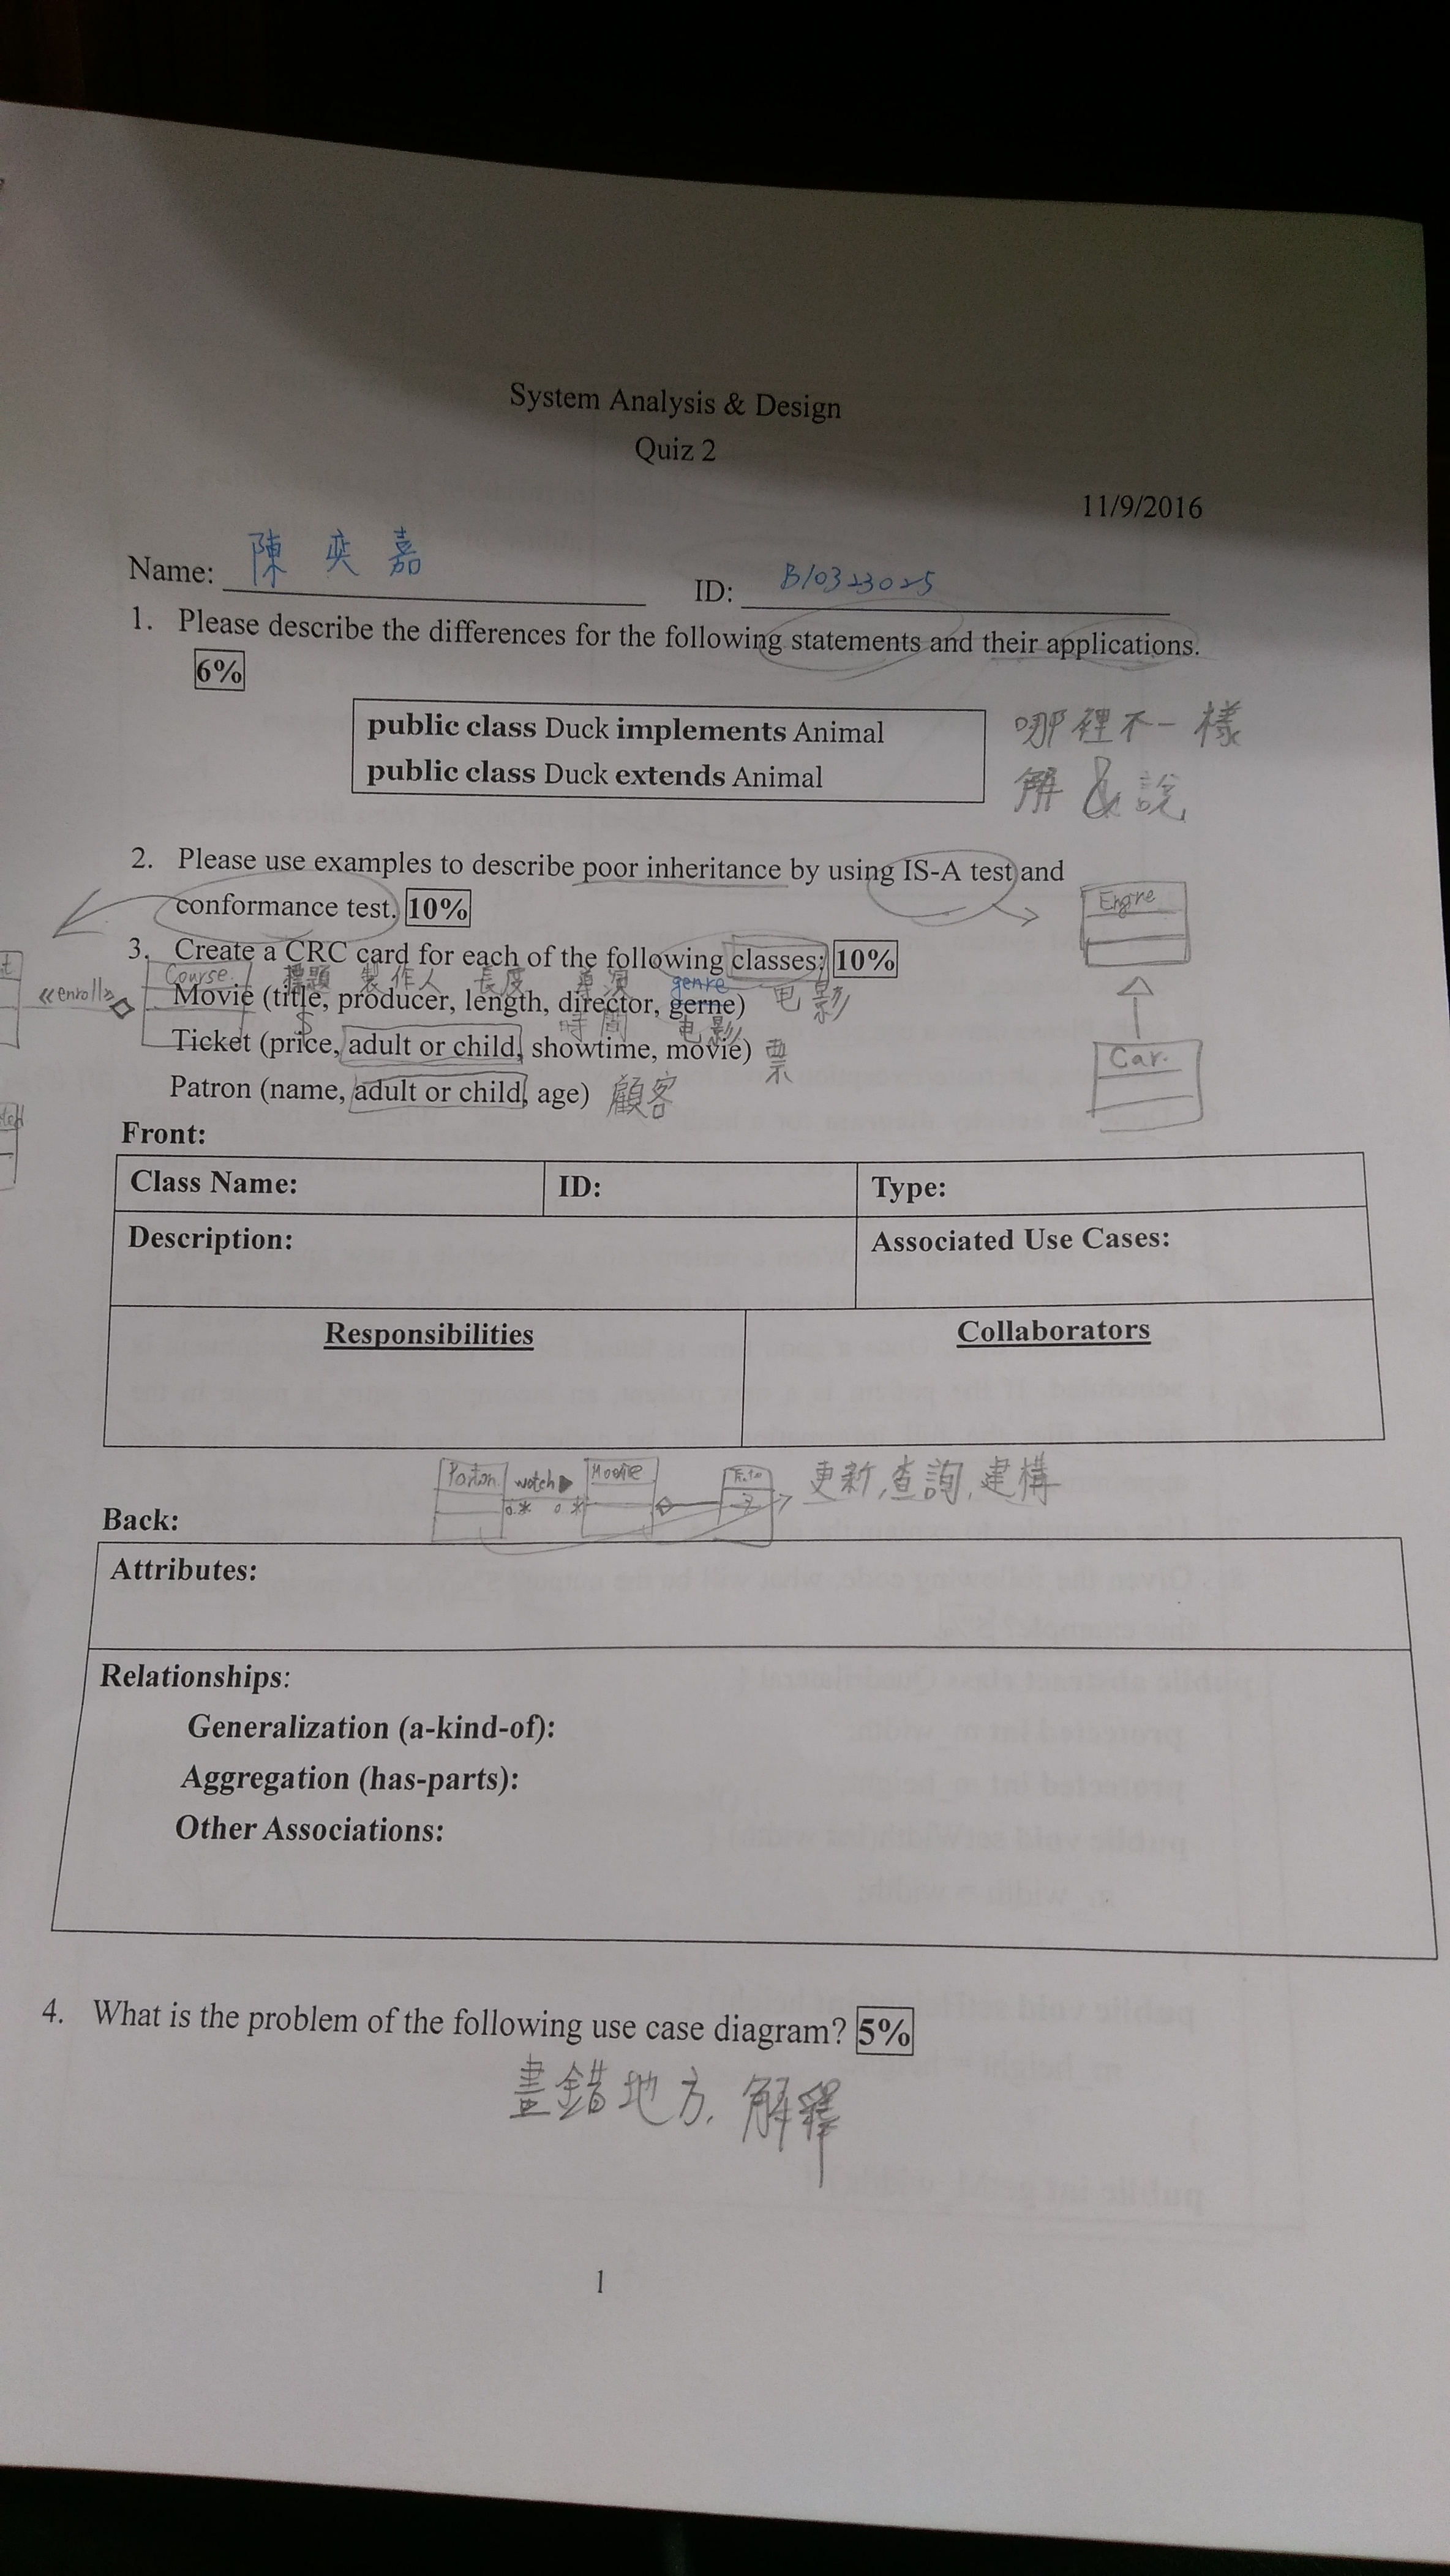 System Analysis & Design
Quiz 2
11/9/2016
Name: 陳奕嘉 ID: B10323025
1. Please describe the differences for the following statements and their applications.
6%
public class Duck implements Animal
public class Duck extends Animal
哪裡不一樣
解 & 說
2. Please use examples to describe poor inheritance by using IS-A test and
conformance test. 10%
Engine
Car.
3. Create a CRC card for each of the following classes: 10%
Course
標題 製作人 長度 導演 genre
«enroll»
Movie (title, producer, length, director, gerne) 电影
$ 時間 电影
Ticket (price, adult or child, showtime, movie) 票
Patron (name, adult or child, age) 顧客
Front:
Class Name: ID: Type:
Description: Associated Use Cases:
Responsibilities Collaborators
watch
0.* 0.*
更新,查詢,建構
Back:
Attributes:
Relationships:
Generalization (a-kind-of):
Aggregation (has-parts):
Other Associations:
4. What is the problem of the following use case diagram? 5%
畫錯地方, 解釋
1